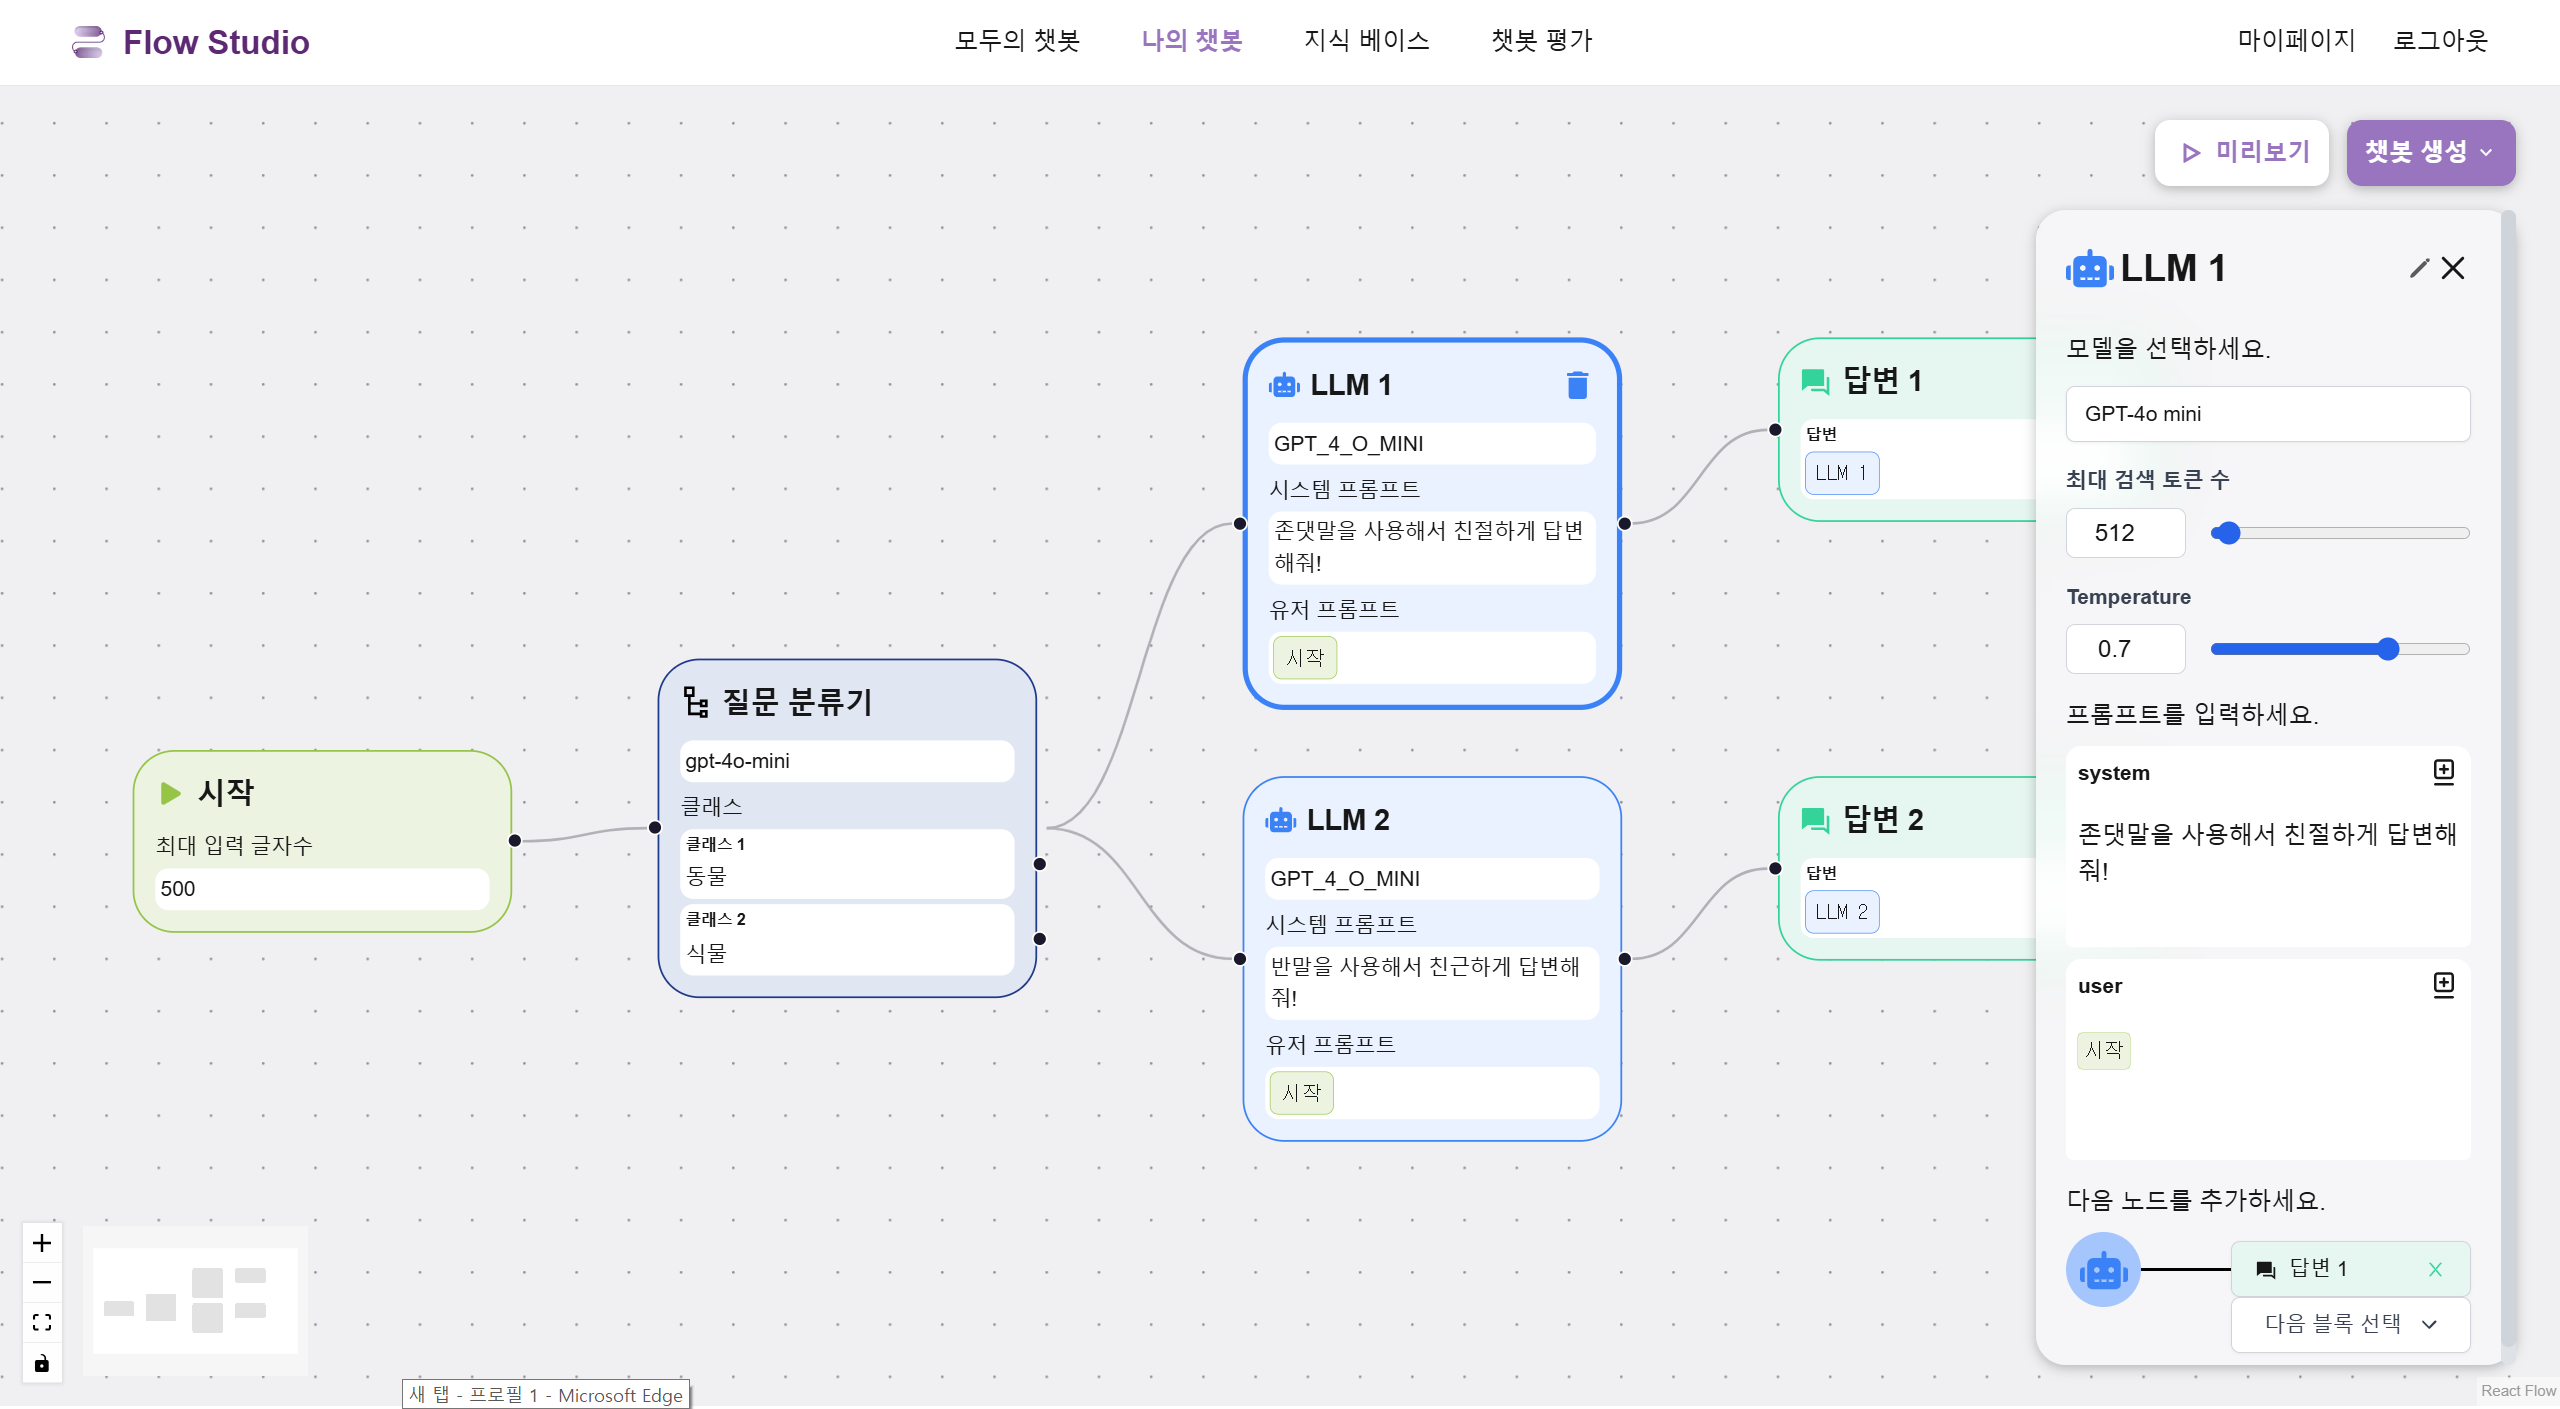 Flow Studio
모두의 챗봇
나의 챗봇
지식 베이스
챗봇 평가
마이페이지
로그아웃
미리보기
챗봇 생성
시작
최대 입력 글자수
500
질문 분류기
gpt-4o-mini
클래스
클래스 1
동물
클래스 2
식물
LLM 1
GPT_4_O_MINI
시스템 프롬프트
존댓말을 사용해서 친절하게 답변
해줘!
유저 프롬프트
시작
LLM 2
GPT_4_O_MINI
시스템 프롬프트
반말을 사용해서 친근하게 답변해
줘!
유저 프롬프트
시작
답변 1
답변
LLM 1
답변 2
답변
LLM 2
LLM 1
모델을 선택하세요.
GPT-4o mini
최대 검색 토큰 수
512
Temperature
0.7
프롬프트를 입력하세요.
system
존댓말을 사용해서 친절하게 답변해
줘!
user
시작
다음 노드를 추가하세요.
답변 1
다음 블록 선택
새 탭 - 프로필 1 - Microsoft Edge
React Flow